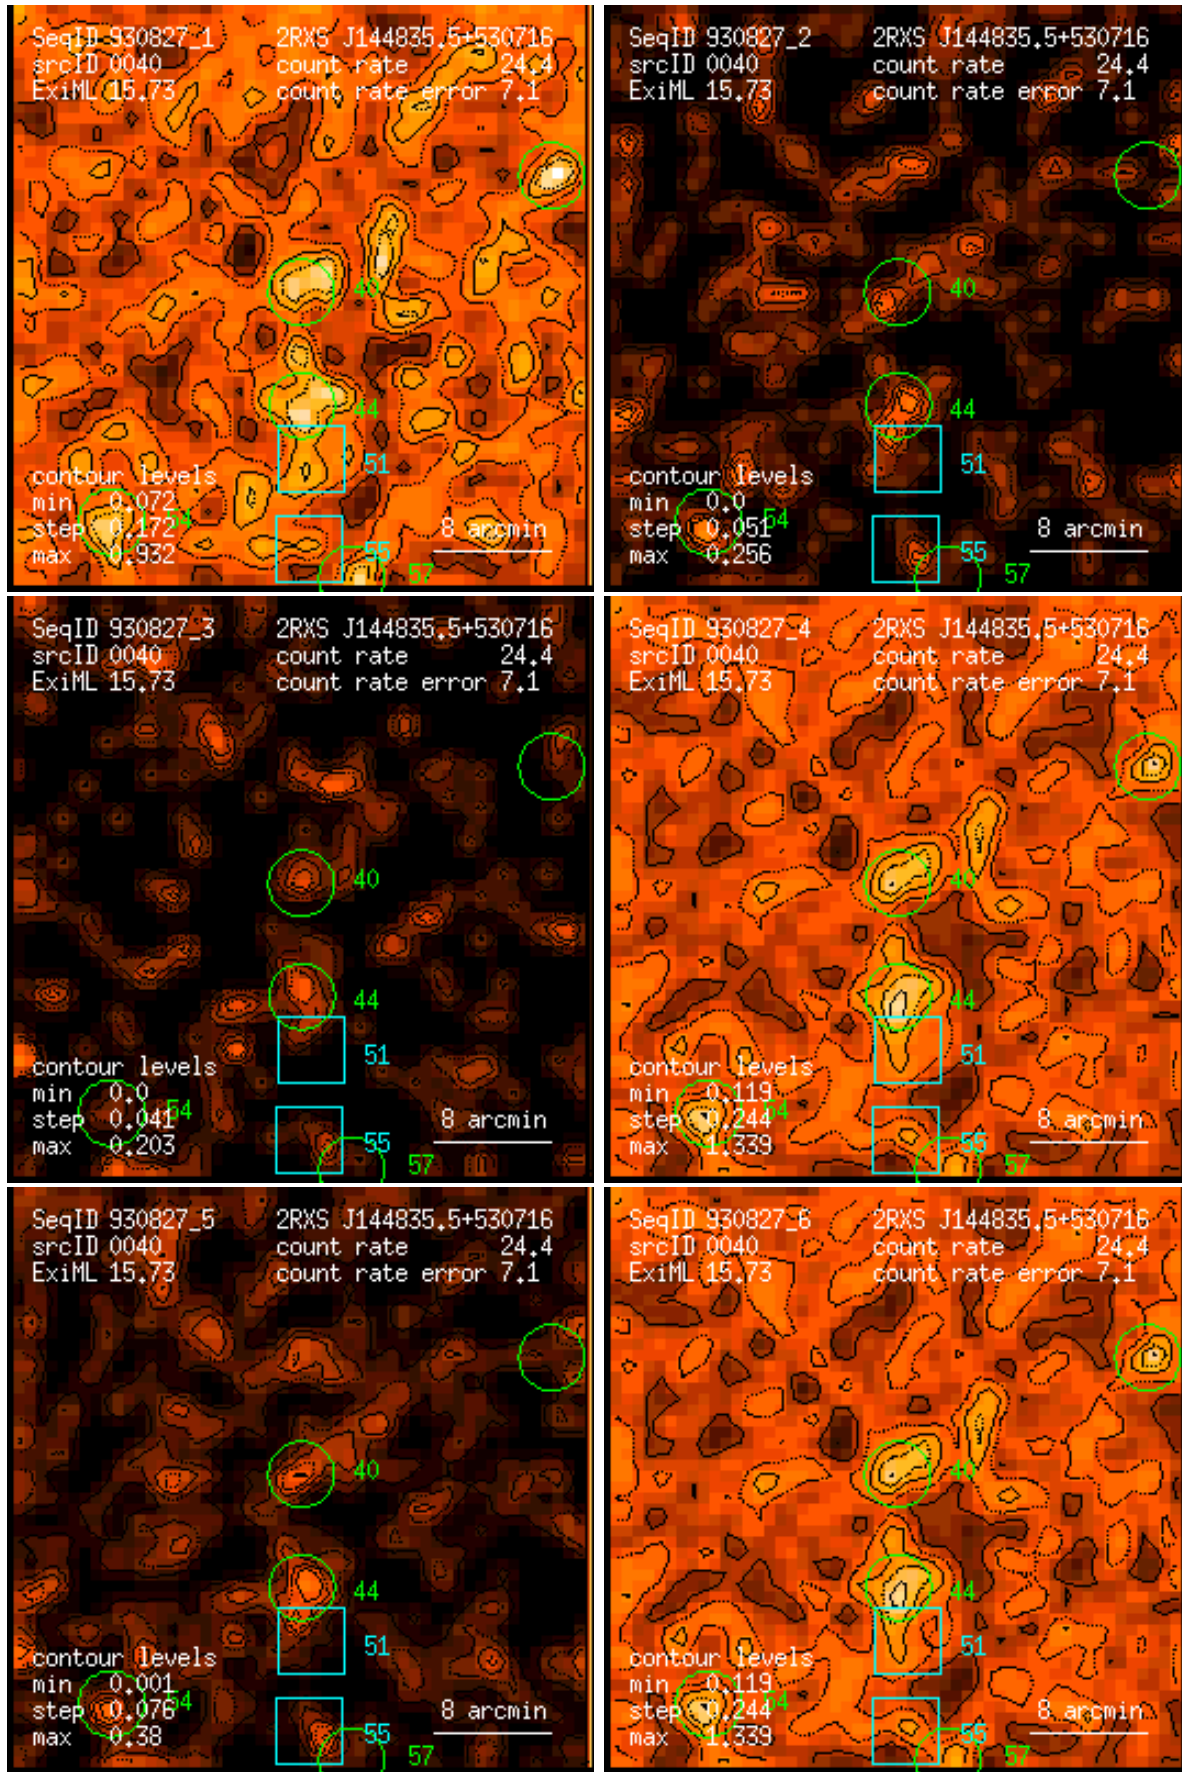 SeqID 930827_1 2RXS J144835.5+530716
srcID 0040 count rate 24.4
ExiML 15.73 count rate error 7.1
40
44
51
contour levels
min 0.072
step 0.172 54 8 arcmin
max 0.932 55
57
SeqID 930827_2 2RXS J144835.5+530716
srcID 0040 count rate 24.4
ExiML 15.73 count rate error 7.1
40
44
51
contour levels
min 0.0
step 0.051 54 8 arcmin
max 0.256 55
57
SeqID 930827_3 2RXS J144835.5+530716
srcID 0040 count rate 24.4
ExiML 15.73 count rate error 7.1
40
44
51
contour levels
min 0.0
step 0.041 54 8 arcmin
max 0.203 55
57
SeqID 930827_4 2RXS J144835.5+530716
srcID 0040 count rate 24.4
ExiML 15.73 count rate error 7.1
40
44
51
contour levels
min 0.119
step 0.244 54 8 arcmin
max 1.339 55
57
SeqID 930827_5 2RXS J144835.5+530716
srcID 0040 count rate 24.4
ExiML 15.73 count rate error 7.1
40
44
51
contour levels
min 0.001
step 0.076 54 8 arcmin
max 0.38 55
57
SeqID 930827_6 2RXS J144835.5+530716
srcID 0040 count rate 24.4
ExiML 15.73 count rate error 7.1
40
44
51
contour levels
min 0.119
step 0.244 54 8 arcmin
max 1.339 55
57